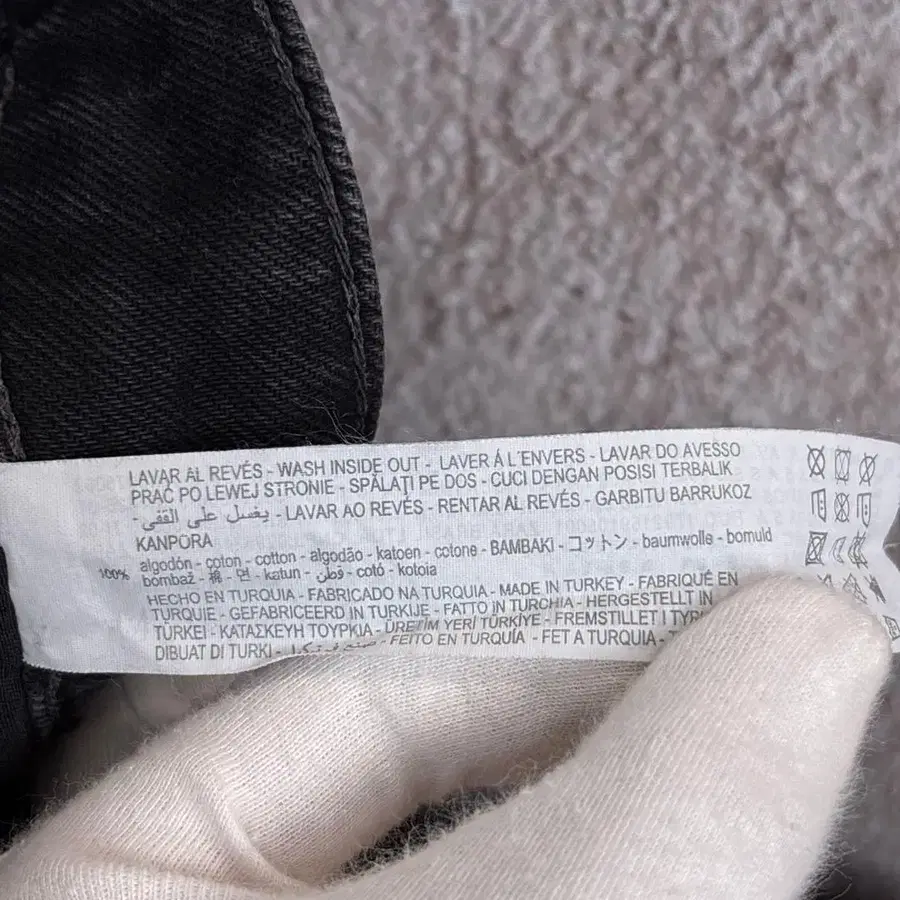 LAVAR AL REVÉS - WASH INSIDE OUT - LAVER Á L'ENVERS - LAVAR DO AVESSO
PRAĆ PO LEWEJ STRONIE - SPĂLAŢI PE DOS - CUCI DENGAN POSISI TERBALIK
- يغسل على القفى - LAVAR AO REVÉS - RENTAR AL REVÉS - GARBITU BARRUKOZ
KANPORA
algodón - coton - cotton - algodão - katoen - cotone - BAMBAKI - コットン - baumwolle - bomuld
100% bombaž - 棉 - 면 - katun - قطن - cotó - kotoia
HECHO EN TURQUIA - FABRICADO NA TURQUIA - MADE IN TURKEY - FABRIQUÉ EN
TURQUIE - GEFABRICEERD IN TURKIJE - FATTO IN TURCHIA - HERGESTELLT IN
TÜRKEI - ΚΑΤΑΣΚΕΥΗ ΤΟΥΡΚΙΑ - ÜRETİM YERİ TÜRKİYE - FREMSTILLET I
DIBUAT DI TURKI - صنع في تركيا - FEITO EN TURQUÍA - FET A TURQUIA -